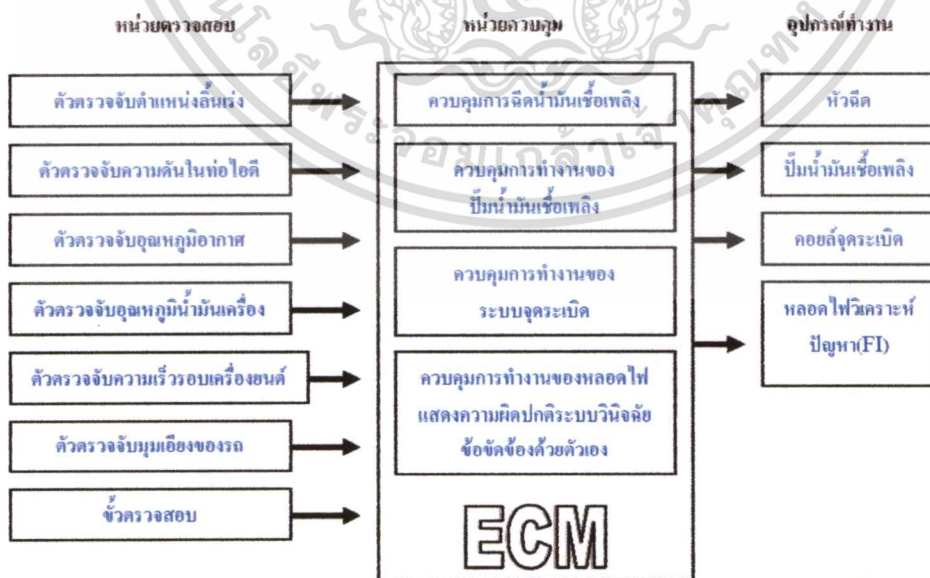 หน่วยตรวจสอบ
หน่วยควบคุม
อุปกรณ์ทำงาน
ตัวตรวจจับตำแหน่งลิ้นเร่ง
ตัวตรวจจับความดันในท่อไอดี
ตัวตรวจจับอุณหภูมิอากาศ
ตัวตรวจจับอุณหภูมิน้ำมันเครื่อง
ตัวตรวจจับความเร็วรอบเครื่องยนต์
ตัวตรวจจับมุมเอียงของรถ
ขั้วตรวจสอบ
ควบคุมการฉีดน้ำมันเชื้อเพลิง
ควบคุมการทำงานของ
ปั๊มน้ำมันเชื้อเพลิง
ควบคุมการทำงานของ
ระบบจุดระเบิด
ควบคุมการทำงานของหลอดไฟ
แสดงความผิดปกติระบบวินิจฉัย
ข้อขัดข้องด้วยตัวเอง
ECM
หัวฉีด
ปั๊มน้ำมันเชื้อเพลิง
คอยล์จุดระเบิด
หลอดไฟวิเคราะห์
ปัญหา(FI)